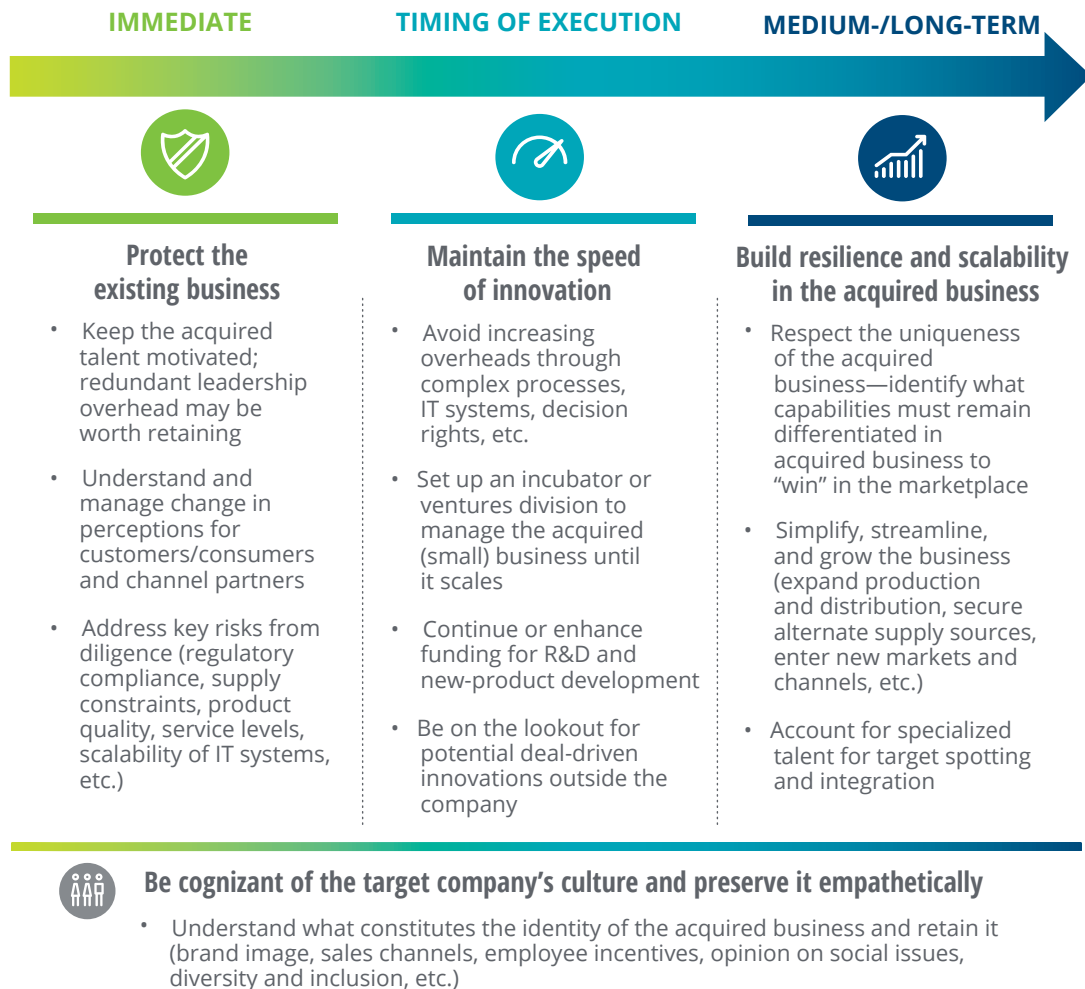 IMMEDIATE
TIMING OF EXECUTION
MEDIUM-/LONG-TERM
Protect the
existing business
• Keep the acquired
talent motivated;
redundant leadership
overhead may be
worth retaining
• Understand and
manage change in
perceptions for
customers/consumers
and channel partners
• Address key risks from
diligence (regulatory
compliance, supply
constraints, product
quality, service levels,
scalability of IT systems,
etc.)
Maintain the speed
of innovation
• Avoid increasing
overheads through
complex processes,
IT systems, decision
rights, etc.
• Set up an incubator or
ventures division to
manage the acquired
(small) business until
it scales
• Continue or enhance
funding for R&D and
new-product development
• Be on the lookout for
potential deal-driven
innovations outside the
company
Build resilience and scalability
in the acquired business
• Respect the uniqueness
of the acquired
business—identify what
capabilities must remain
differentiated in
acquired business to
“win” in the marketplace
• Simplify, streamline,
and grow the business
(expand production
and distribution, secure
alternate supply sources,
enter new markets and
channels, etc.)
• Account for specialized
talent for target spotting
and integration
Be cognizant of the target company’s culture and preserve it empathetically
• Understand what constitutes the identity of the acquired business and retain it
(brand image, sales channels, employee incentives, opinion on social issues,
diversity and inclusion, etc.)